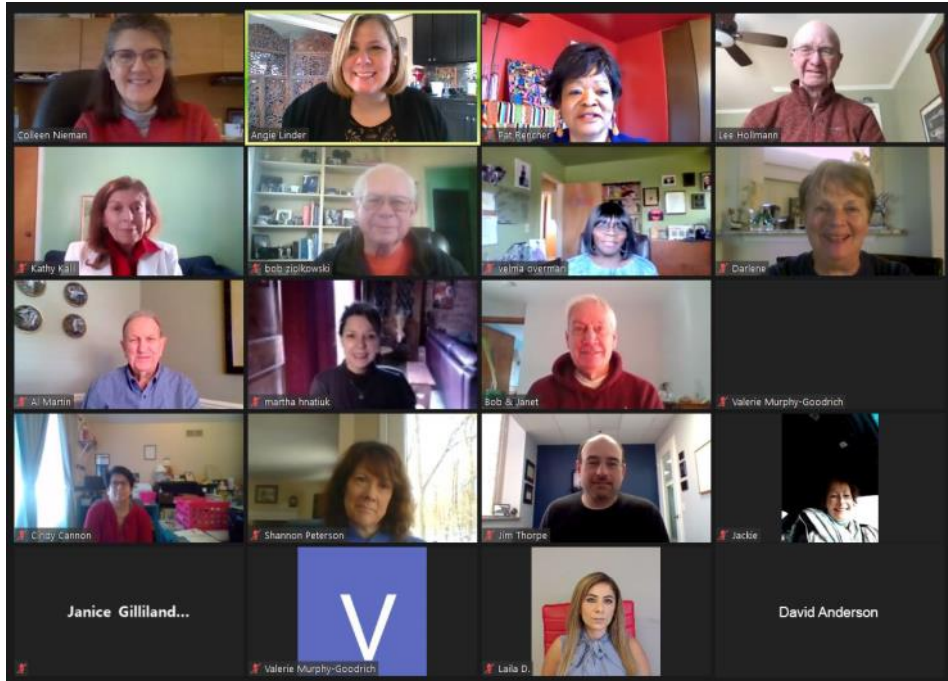 Colleen Nieman
Angie Linder
Pat Rencher
Lee Hollmann
Kathy Kall
bob ziolkowski
velma overman
Darlene
Al Martin
martha hnatiuk
Bob & Janet
Valerie Murphy-Goodrich
Cindy Cannon
Shannon Peterson
Jim Thorpe
Jackie
Janice Gilliland...
V
Valerie Murphy-Goodrich
Laila D.
David Anderson